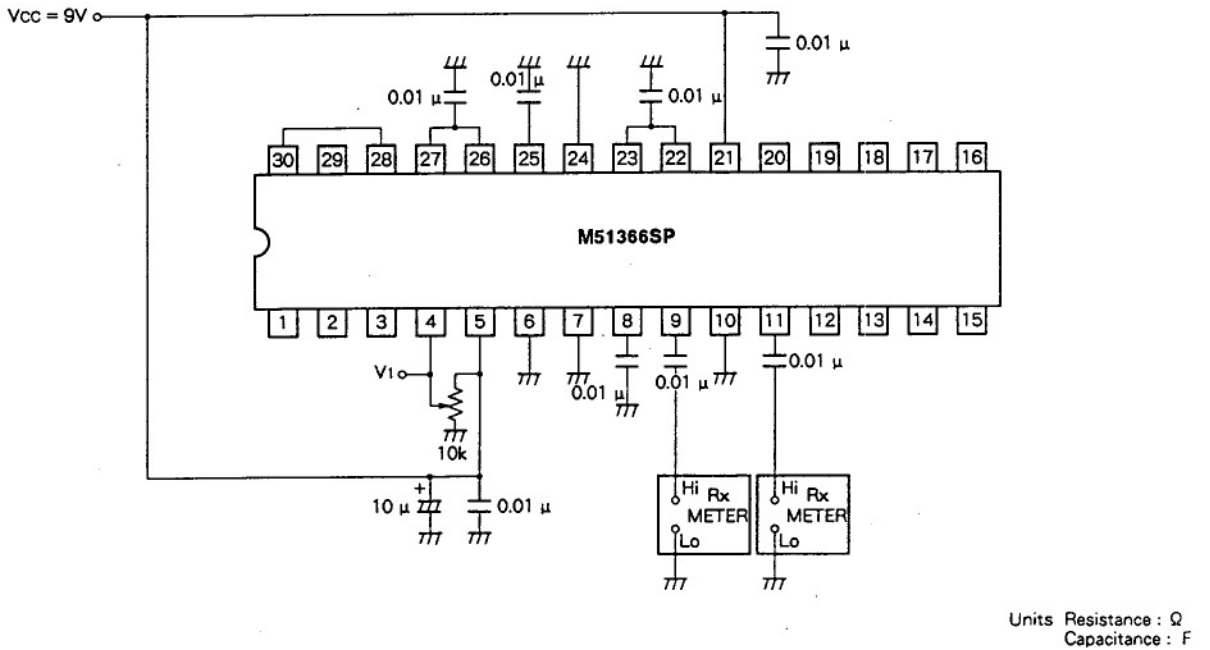 VCC = 9V
0.01 μ
0.01 μ
0.01 μ
0.01 μ
30 29 28 27 26 25 24 23 22 21 20 19 18 17 16
M51366SP
1 2 3 4 5 6 7 8 9 10 11 12 13 14 15
V1
10k
0.01 μ
0.01 μ
0.01 μ
10 μ
+
0.01 μ
Hi Rx
METER
Lo
Hi Rx
METER
Lo
Units Resistance : Ω
Capacitance : F